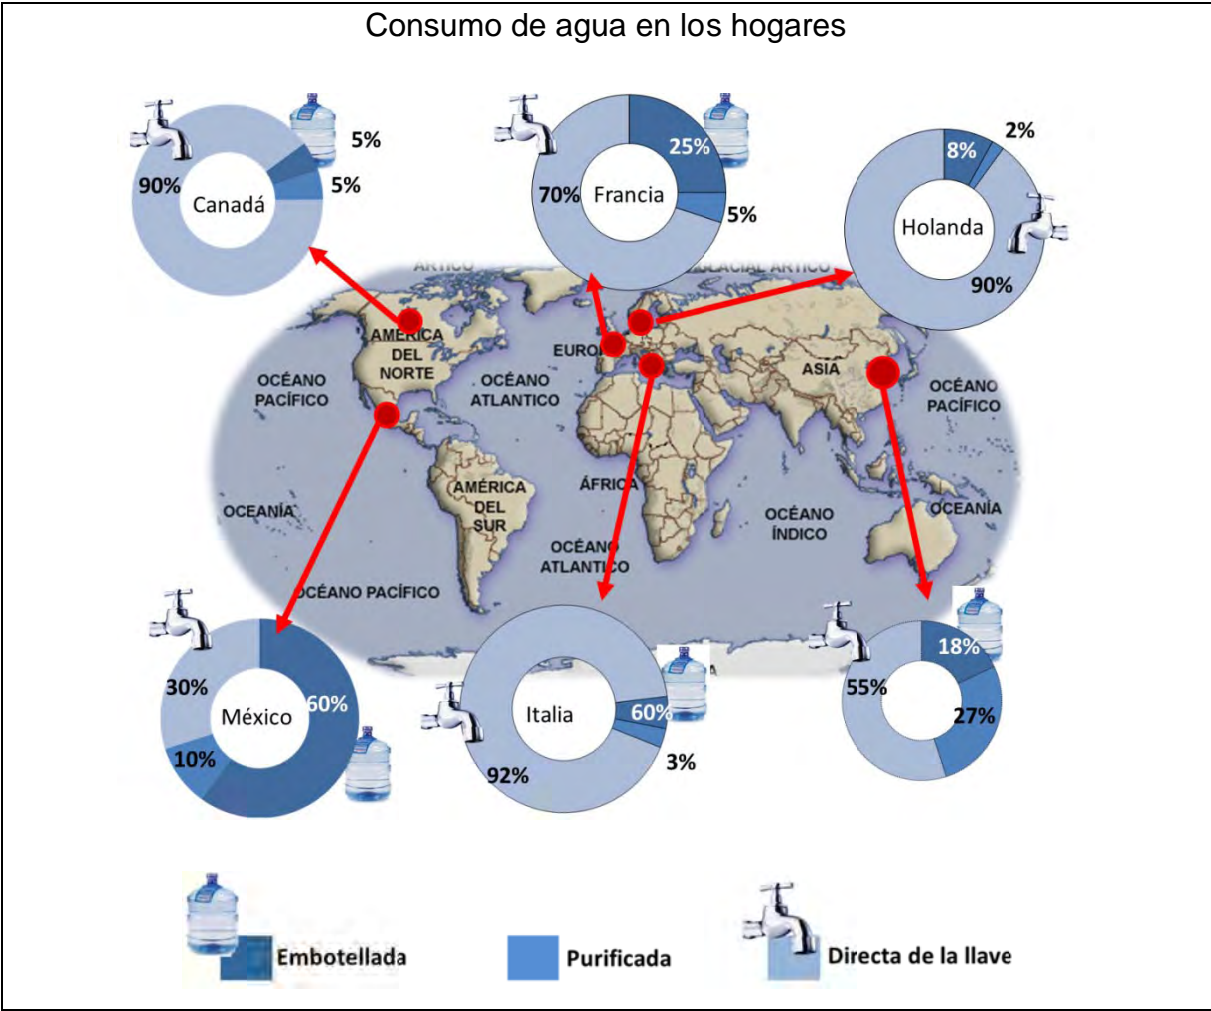 Consumo de agua en los hogares
5%
90%
Canadá
5%
25%
70%
Francia
5%
2%
8%
Holanda
90%
ÁRTICO
GLACIAL ÁRTICO
AMÉRICA
DEL
NORTE
EUROP
ASIA
OCÉANO
PACÍFICO
OCÉANO
ATLANTICO
OCÉANO
PACÍFICO
AMÉRICA
DEL
SUR
ÁFRICA
OCEANÍA
OCÉANO
ÍNDICO
OCEANÍA
OCÉANO
ATLANTICO
OCÉANO PACÍFICO
30%
60%
México
10%
60%
Italia
92%
3%
18%
55%
27%
Embotellada
Purificada
Directa de la llave